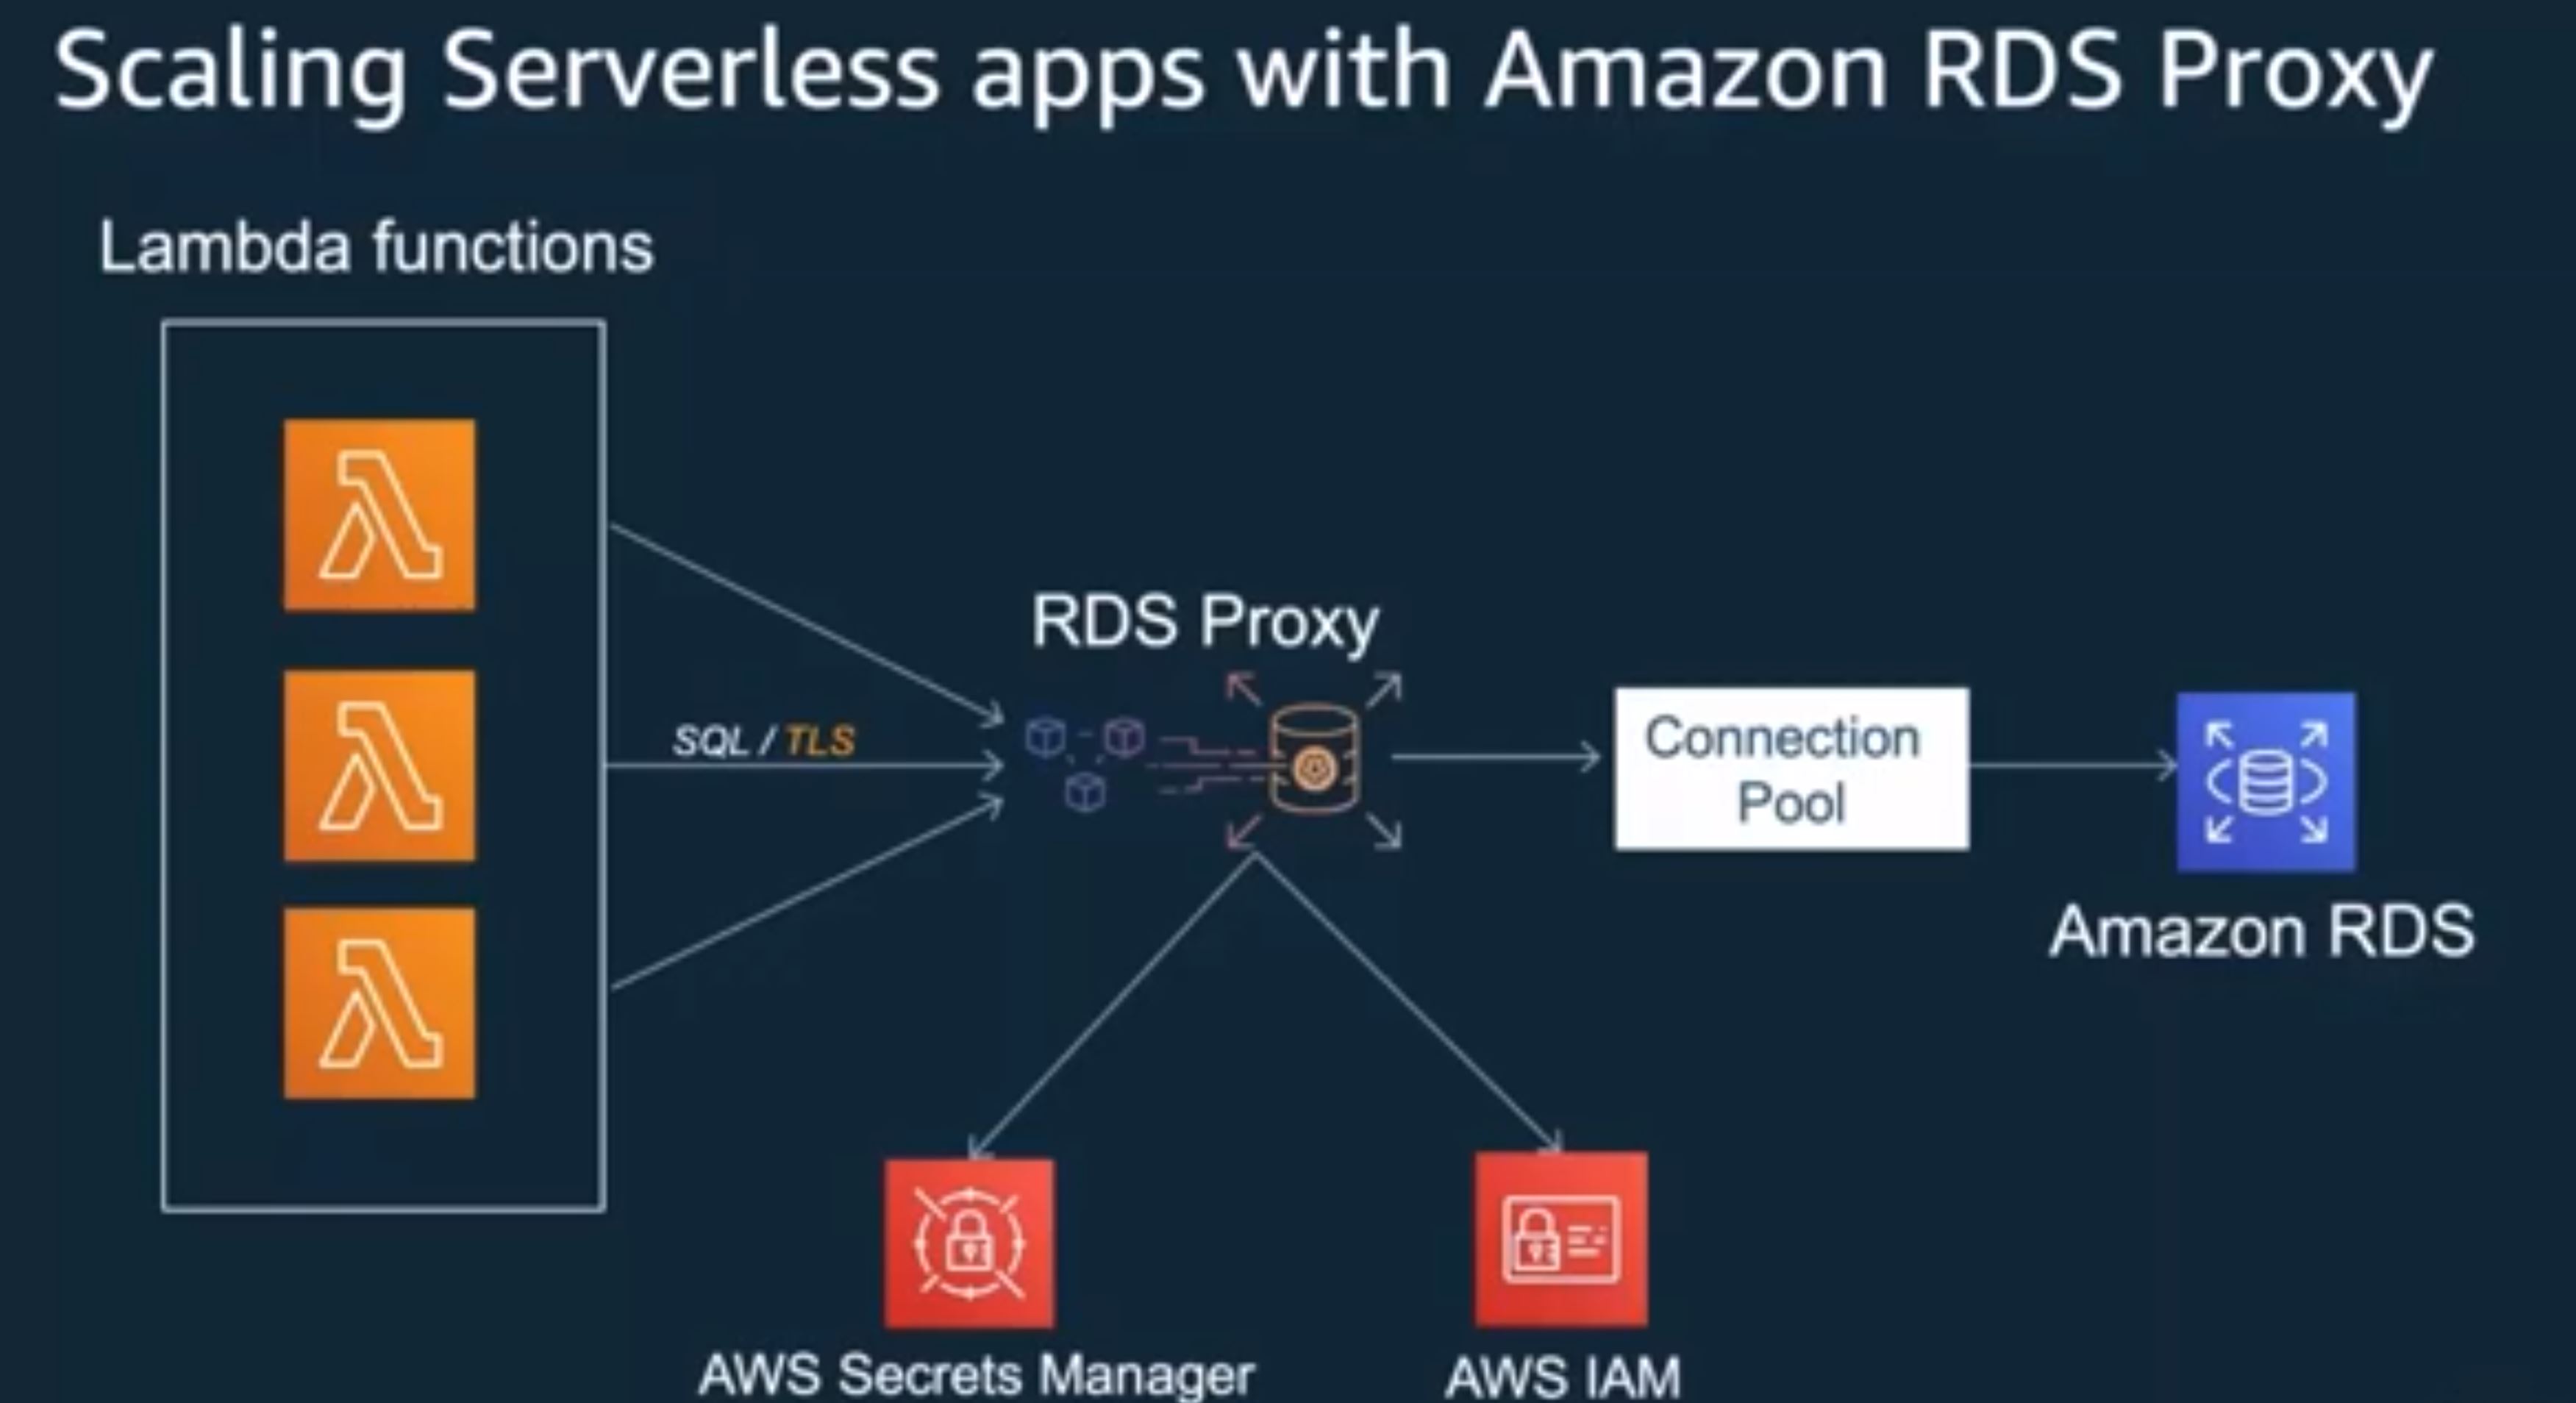 Scaling Serverless apps with Amazon RDS Proxy
Lambda functions
RDS Proxy
SQL / TLS
Connection
Pool
Amazon RDS
AWS Secrets Manager
AWS IAM